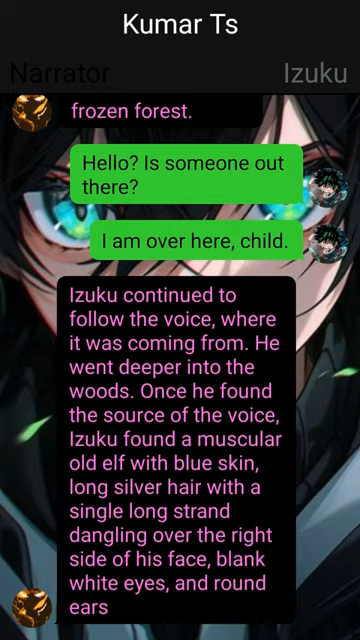 Kumar Ts
Narrator
Izuku
frozen forest.
Hello? Is someone out
there?
I am over here, child.
Izuku continued to
follow the voice, where
it was coming from. He
went deeper into the
woods. Once he found
the source of the voice,
Izuku found a muscular
old elf with blue skin,
long silver hair with a
single long strand
dangling over the right
side of his face, blank
white eyes, and round
ears